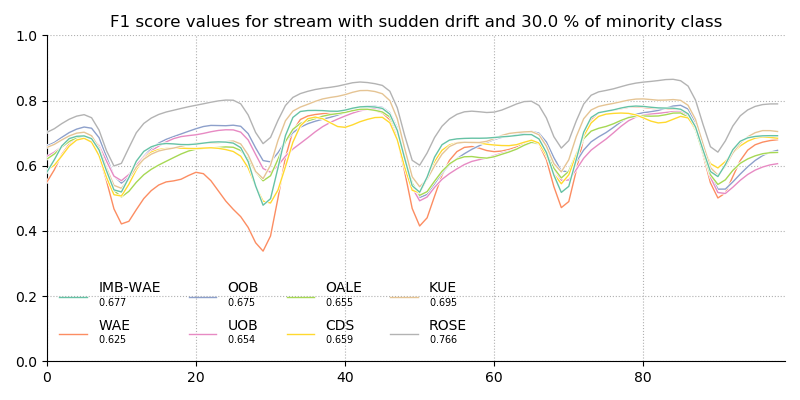 F1 score values for stream with sudden drift and 30.0 % of minority class
1.0
0.8
0.6
0.4
0.2
0.0
IMB-WAE OOB OALE KUE
0.677 0.675 0.655 0.695
WAE UOB CDS ROSE
0.625 0.654 0.659 0.766
0 20 40 60 80